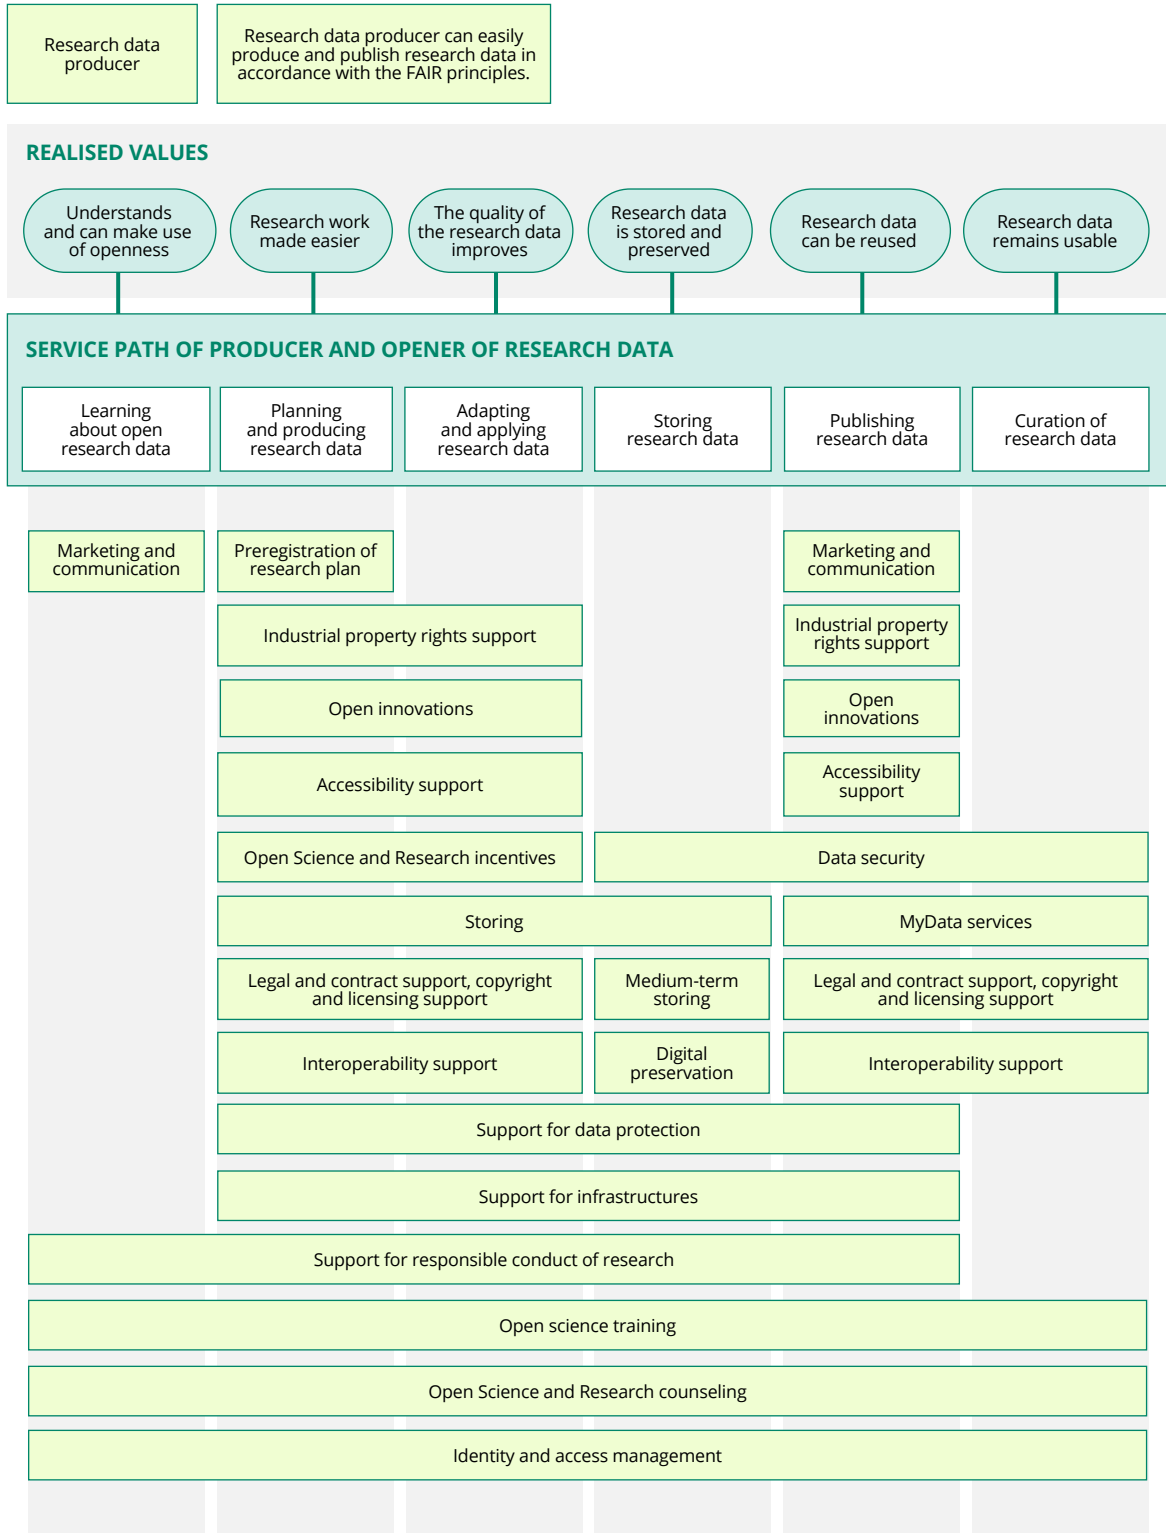 Research data
producer
Research data producer can easily
produce and publish research data in
accordance with the FAIR principles.
REALISED VALUES
Understands
and can make use
of openness
Research work
made easier
The quality of
the research data
improves
Research data
is stored and
preserved
Research data
can be reused
Research data
remains usable
SERVICE PATH OF PRODUCER AND OPENER OF RESEARCH DATA
Learning
about open
research data
Planning
and producing
research data
Adapting
and applying
research data
Storing
research data
Publishing
research data
Curation of
research data
Marketing and
communication
Preregistration of
research plan
Marketing and
communication
Industrial property rights support
Industrial property
rights support
Open innovations
Open
innovations
Accessibility support
Accessibility
support
Open Science and Research incentives
Data security
Storing
MyData services
Legal and contract support, copyright
and licensing support
Medium-term
storing
Legal and contract support, copyright
and licensing support
Interoperability support
Digital
preservation
Interoperability support
Support for data protection
Support for infrastructures
Support for responsible conduct of research
Open science training
Open Science and Research counseling
Identity and access management